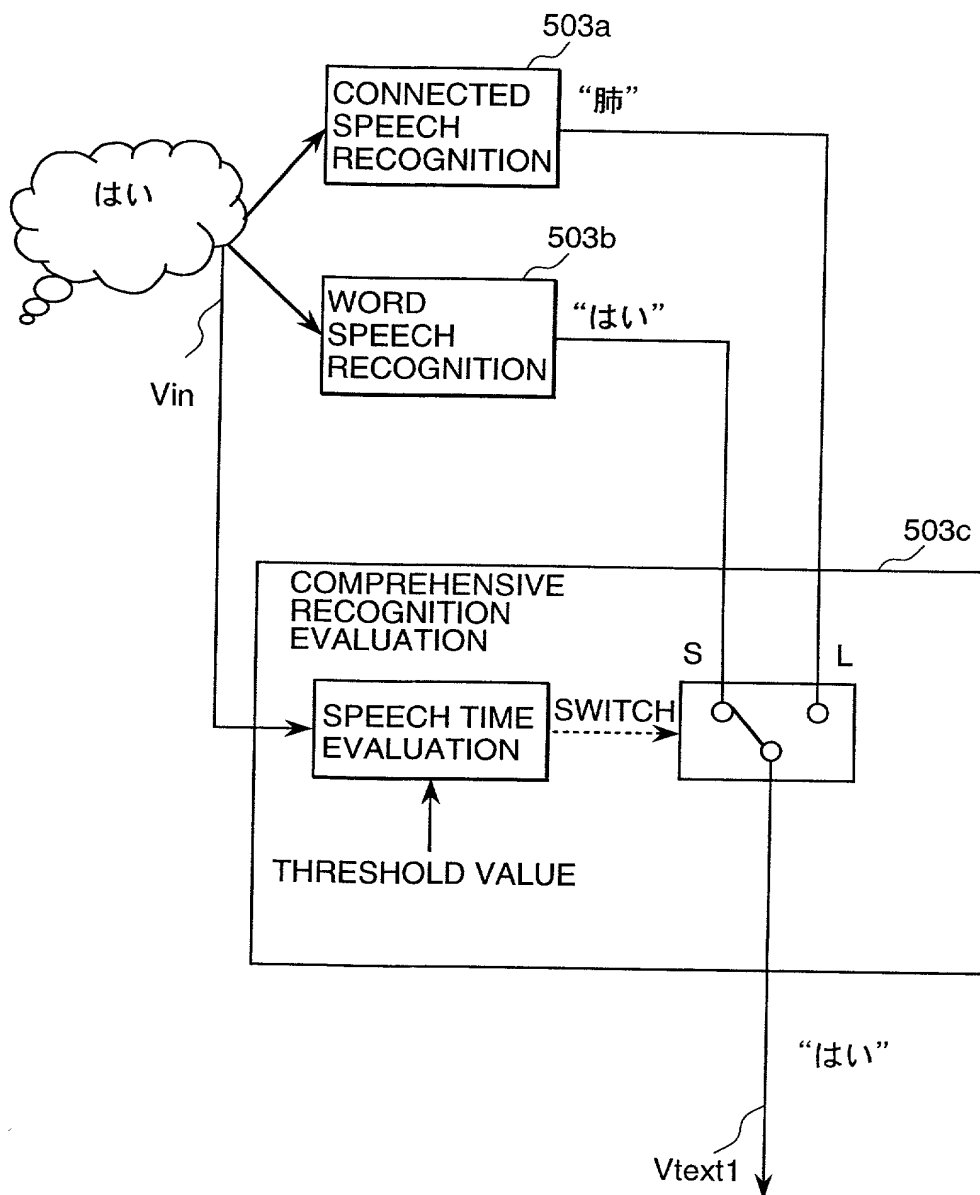 503a
CONNECTED
SPEECH
RECOGNITION
“肺”
はい
503b
WORD
SPEECH
RECOGNITION
“はい”
Vin
503c
COMPREHENSIVE
RECOGNITION
EVALUATION
S
L
SPEECH TIME
EVALUATION
SWITCH
THRESHOLD VALUE
“はい”
Vtext1